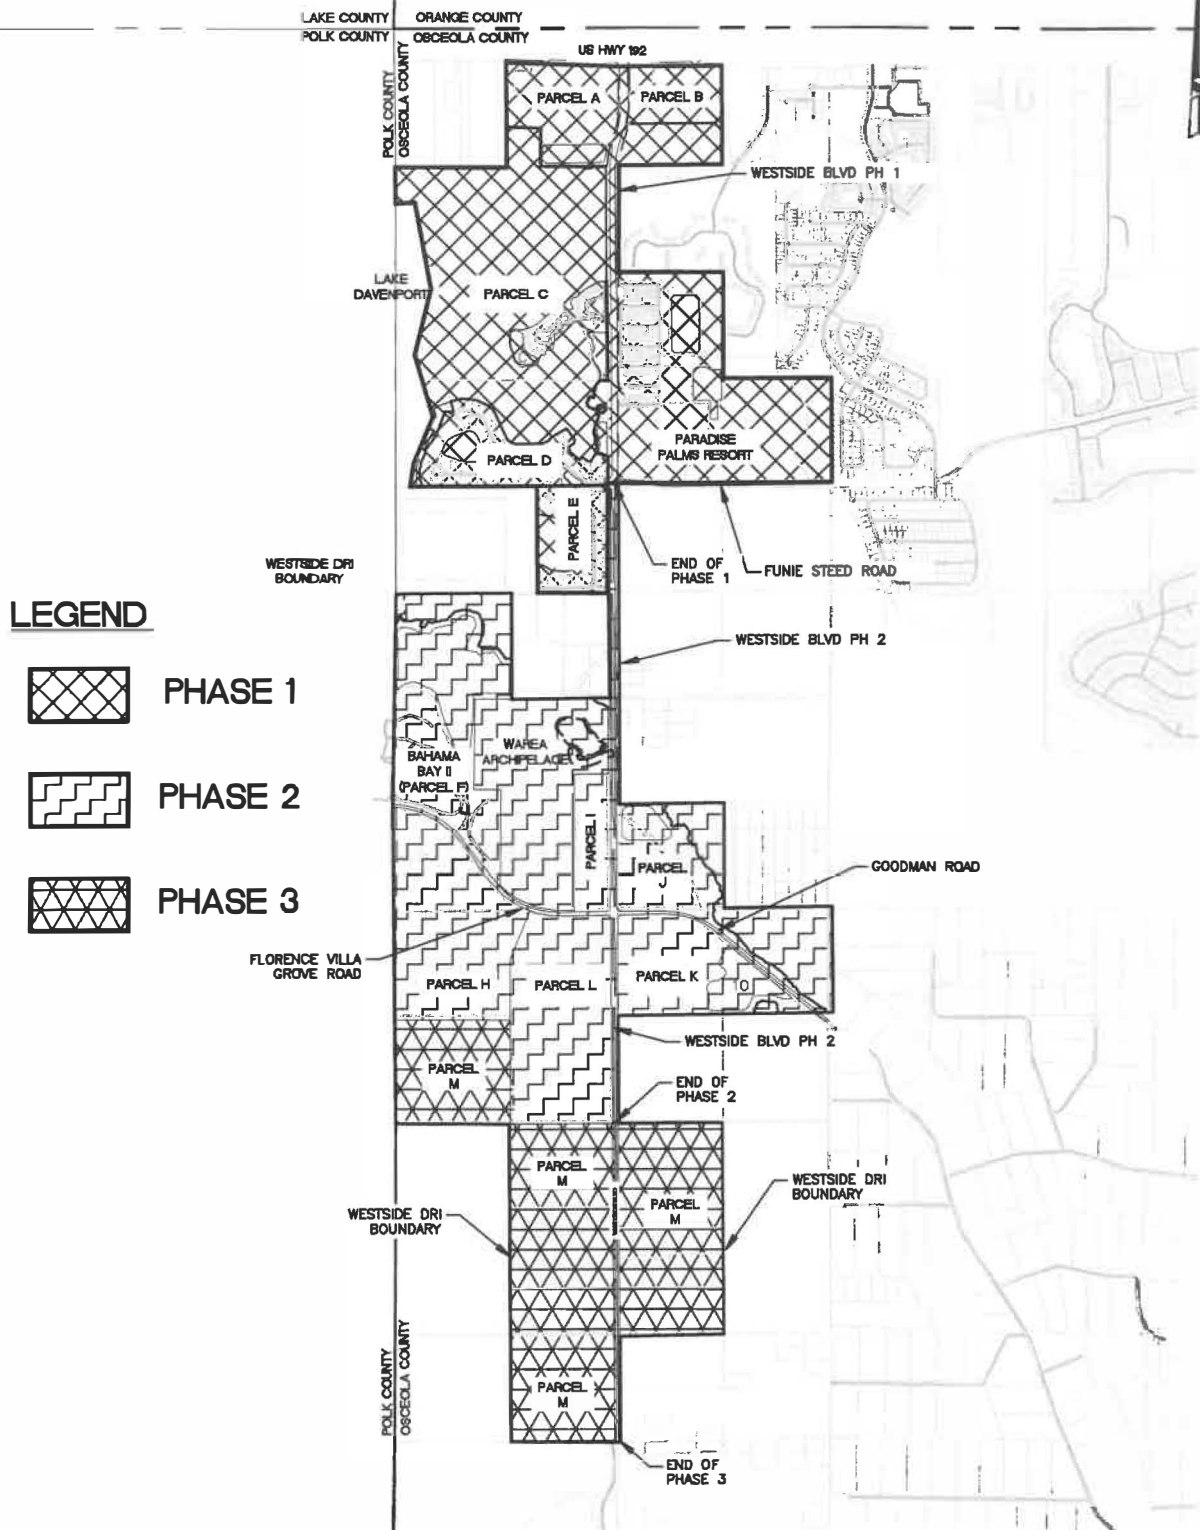 LAKE COUNTY
ORANGE COUNTY
POLK COUNTY
OSCEOLA COUNTY
US HWY 192
POLK COUNTY
OSCEOLA COUNTY
PARCEL A
PARCEL B
WESTSIDE BLVD PH 1
LAKE
DAVENPORT
PARCEL C
PARADISE
PALMS RESORT
PARCEL D
PARCEL E
END OF
PHASE 1
FUNIE STEED ROAD
WESTSIDE DRI
BOUNDARY
LEGEND
PHASE 1
PHASE 2
PHASE 3
WESTSIDE BLVD PH 2
WAREA
ARCHIPELAGE
BAHAMA
BAY II
(PARCEL F)
PARCEL I
PARCEL
J
GOODMAN ROAD
FLORENCE VILLA
GROVE ROAD
PARCEL H
PARCEL L
PARCEL K
O
WESTSIDE BLVD PH 2
PARCEL
M
END OF
PHASE 2
PARCEL
M
PARCEL
M
WESTSIDE DRI
BOUNDARY
WESTSIDE DRI
BOUNDARY
POLK COUNTY
OSCEOLA COUNTY
PARCEL
M
END OF
PHASE 3